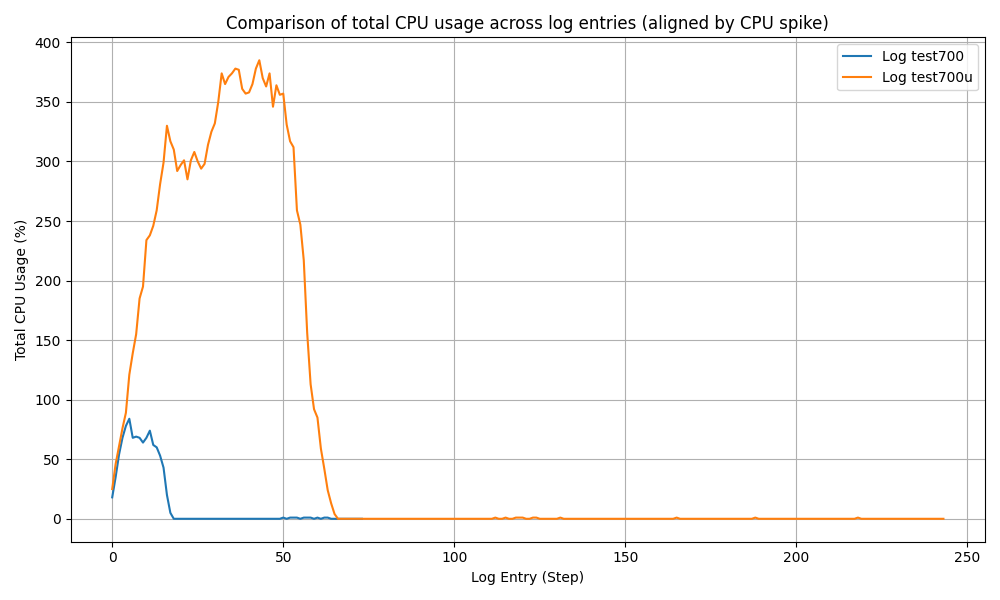 Comparison of total CPU usage across log entries (aligned by CPU spike)
Log test700
Log test700u
Total CPU Usage (%)
400
350
300
250
200
150
100
50
0
0 50 100 150 200 250
Log Entry (Step)